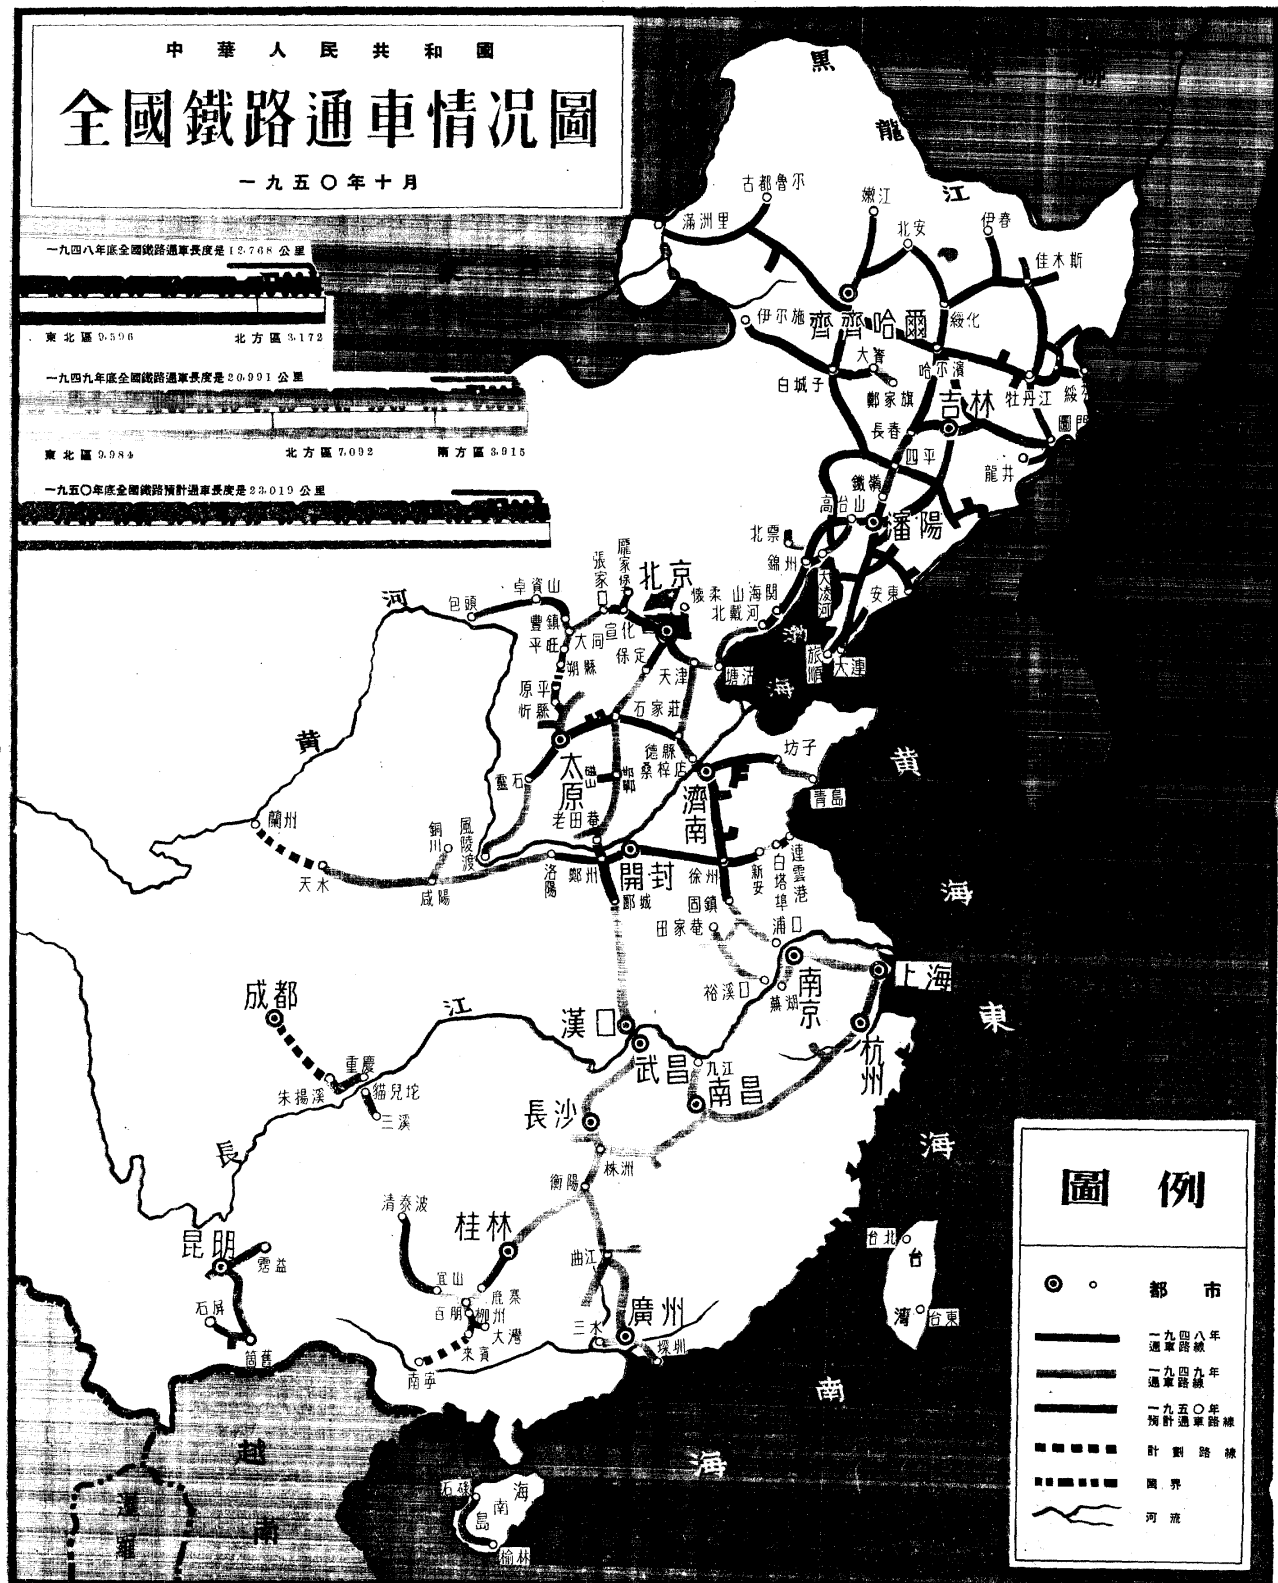 中華人民共和國
全國鐵路通車情况圖
一九五〇年十月
一九四八年底全國鐵路通車長度是12,768公里
東北區9,596 北方區3,172
一九四九年底全國鐵路通車長度是20,991公里
東北區9,984 北方區7,092 南方區3,915
一九五〇年底全國鐵路預計通車長度是23,019公里
黑龍江
古都魯尔
嫩江
滿洲里
北安
伊春
佳木斯
伊尔施
齊齊哈爾
綏化
大賚
哈尔濱
白城子
鄭家旗
牡丹江
吉林
圖們
長春
四平
龍井
鐵嶺
高台山
瀋陽
北票
錦州
大凌河
安東
龐家堡
張家口
北京
懷柔
山海関
北戴河
卓資山
包頭
河
豐鎮
平旺
大同
宣化
保定
天津
塘沽
渤海
旅順
大連
朔縣
原平
忻縣
石家莊
黃
德縣
桑梓店
坊子
青島
黃
太原
靈石
邯鄲
濟南
老田菴
蘭州
銅川
風陵渡
天水
咸陽
洛陽
鄭州
開封
徐州
新安
白塔埠
連雲港
海
郾城
固鎮
田家菴
浦口
裕溪口
蕪湖
南京
上海
成都
江
漢口
武昌
九江
南昌
杭州
東
重慶
朱揚溪
貓兒坨
三溪
長沙
長
株洲
衡陽
海
清泰波
桂林
昆明
霑益
宜山
曲江
石屏
鹿寨
百朋
柳州
大灣
來賓
廣州
三水
深圳
箇舊
南寧
台北
台灣
台東
南
海
越南
暹羅
石碌
海南島
榆林
圖例
都市
一九四八年
通車路線
一九四九年
通車路線
一九五〇年
預計通車路線
計劃路線
國界
河流